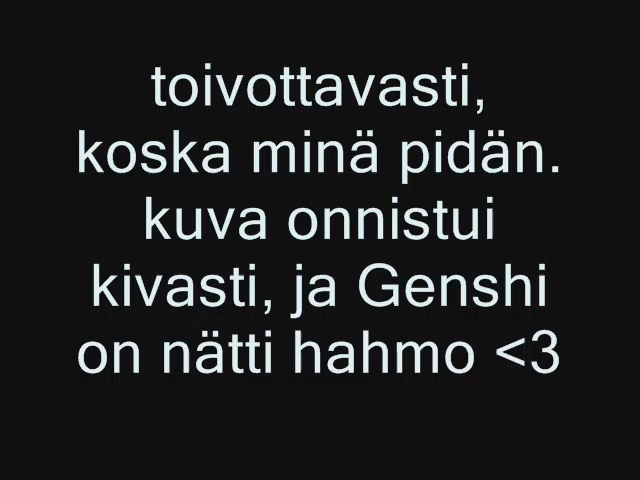 toivottavasti,
koska minä pidän.
kuva onnistui
kivasti, ja Genshi
on nätti hahmo <3